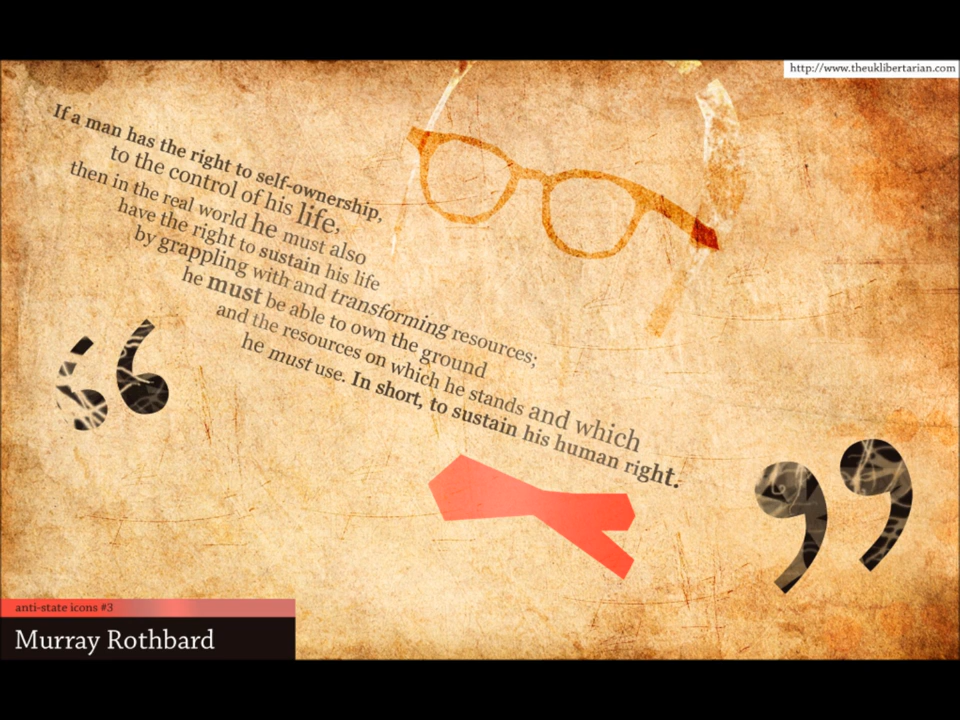 http://www.theuklibertarian.com
If a man has the right to self-ownership,
to the control of his life,
then in the real world he must also
have the right to sustain his life
by grappling with and transforming resources;
he must be able to own the ground
and the resources on which he stands and which
he must use. In short, to sustain his human right.
anti-state icons #3
Murray Rothbard